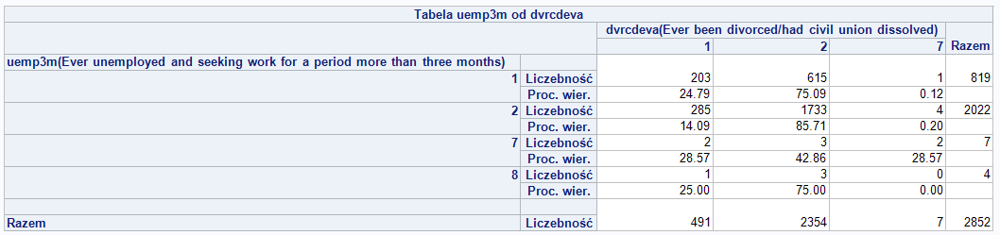 Tabela uemp3m od dvrcdeva
dvrcdeva(Ever been divorced/had civil union dissolved) Razem
1 2 7
uemp3m(Ever unemployed and seeking work for a period more than three months)
1 Liczebność 203 615 1 819
Proc. wier. 24.79 75.09 0.12
2 Liczebność 285 1733 4 2022
Proc. wier. 14.09 85.71 0.20
7 Liczebność 2 3 2 7
Proc. wier. 28.57 42.86 28.57
8 Liczebność 1 3 0 4
Proc. wier. 25.00 75.00 0.00
Razem Liczebność 491 2354 7 2852